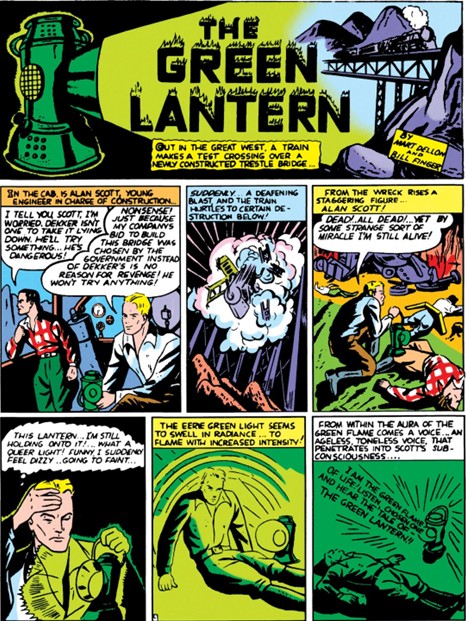 THE
GREEN
LANTERN
BY
MART DELLON
AND
BILL FINGER
OUT IN THE GREAT WEST, A TRAIN
MAKES A TEST CROSSING OVER A
NEWLY CONSTRUCTED TRESTLE BRIDGE...
IN THE CAB, IS ALAN SCOTT, YOUNG
ENGINEER IN CHARGE OF CONSTRUCTION...
I TELL YOU, SCOTT, I'M
WORRIED. DEKKER ISN'T
ONE TO TAKE IT LYING
DOWN. HE'LL TRY
SOMETHING... HE'S
DANGEROUS!
NONSENSE!
JUST BECAUSE
MY COMPANY'S
BID TO BUILD
THIS BRIDGE WAS
CHOSEN BY THE
GOVERNMENT INSTEAD
OF DEKKER'S IS NO
REASON FOR REVENGE! HE
WON'T TRY ANYTHING!
SUDDENLY... A DEAFENING
BLAST AND THE TRAIN
HURTLES TO CERTAIN DE-
STRUCTION BELOW!
FROM THE WRECK RISES A
STAGGERING FIGURE...
ALAN SCOTT!
DEAD!..ALL DEAD!...YET BY
SOME STRANGE SORT OF
MIRACLE I'M STILL ALIVE!
THIS LANTERN...I'M STILL
HOLDING ONTO IT!...WHAT A
QUEER LIGHT! FUNNY I SUDDENLY
FEEL DIZZY..GOING TO FAINT...
THE EERIE GREEN LIGHT SEEMS
TO SWELL IN RADIANCE... TO
FLAME WITH INCREASED INTENSITY!
FROM WITHIN THE AURA OF THE
GREEN FLAME COMES A VOICE...AN
AGELESS, TONELESS VOICE, THAT
PENETRATES INTO SCOTT'S SUB-
CONSCIOUSNESS....
I AM THE GREEN FLAME
OF LIFE! LISTEN, CHOSEN ONE
AND HEAR THE TALE OF
THE GREEN LANTERN!!